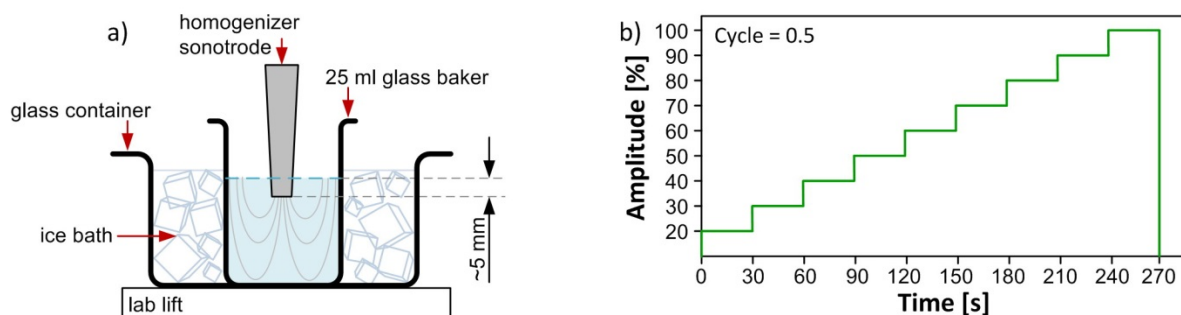 a)
homogenizer
sonotrode
25 ml glass baker
glass container
ice bath
~5 mm
lab lift
b)
Cycle = 0.5
Amplitude [%]
100
90
80
70
60
50
40
30
20
0 30 60 90 120 150 180 210 240 270
Time [s]